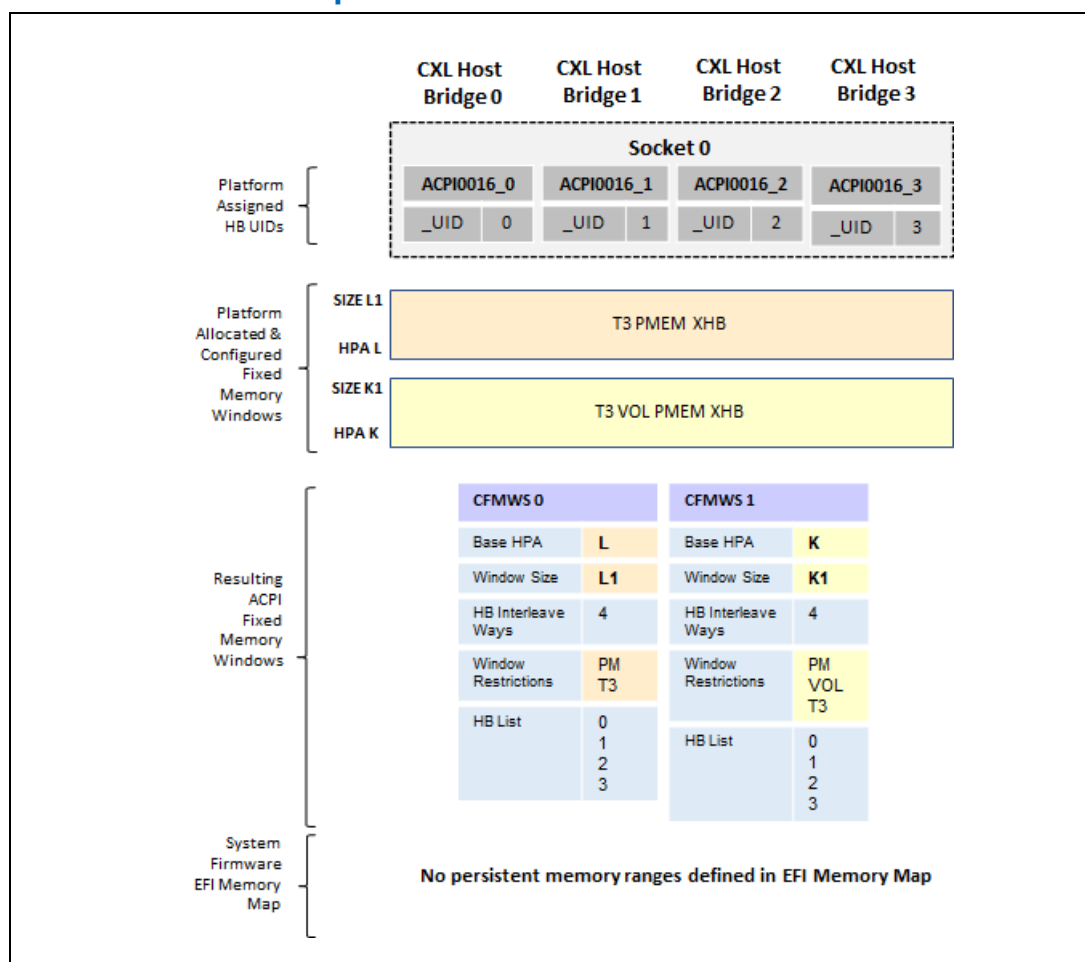 CXL Host Bridge 0
CXL Host Bridge 1
CXL Host Bridge 2
CXL Host Bridge 3
Platform
Assigned
HB UIDs
Socket 0
ACPI0016_0 ACPI0016_1 ACPI0016_2 ACPI0016_3
_UID 0 _UID 1 _UID 2 _UID 3
Platform
Allocated &
Configured
Fixed
Memory
Windows
SIZE L1
HPA L
T3 PMEM XHB
SIZE K1
HPA K
T3 VOL PMEM XHB
Resulting
ACPI
Fixed
Memory
Windows
CFMWS 0
Base HPA L
Window Size L1
HB Interleave
Ways
4
Window
Restrictions
PM
T3
HB List
0
1
2
3
CFMWS 1
Base HPA K
Window Size K1
HB Interleave
Ways
4
Window
Restrictions
PM
VOL
T3
HB List
0
1
2
3
System
Firmware
EFI Memory
Map
No persistent memory ranges defined in EFI Memory Map